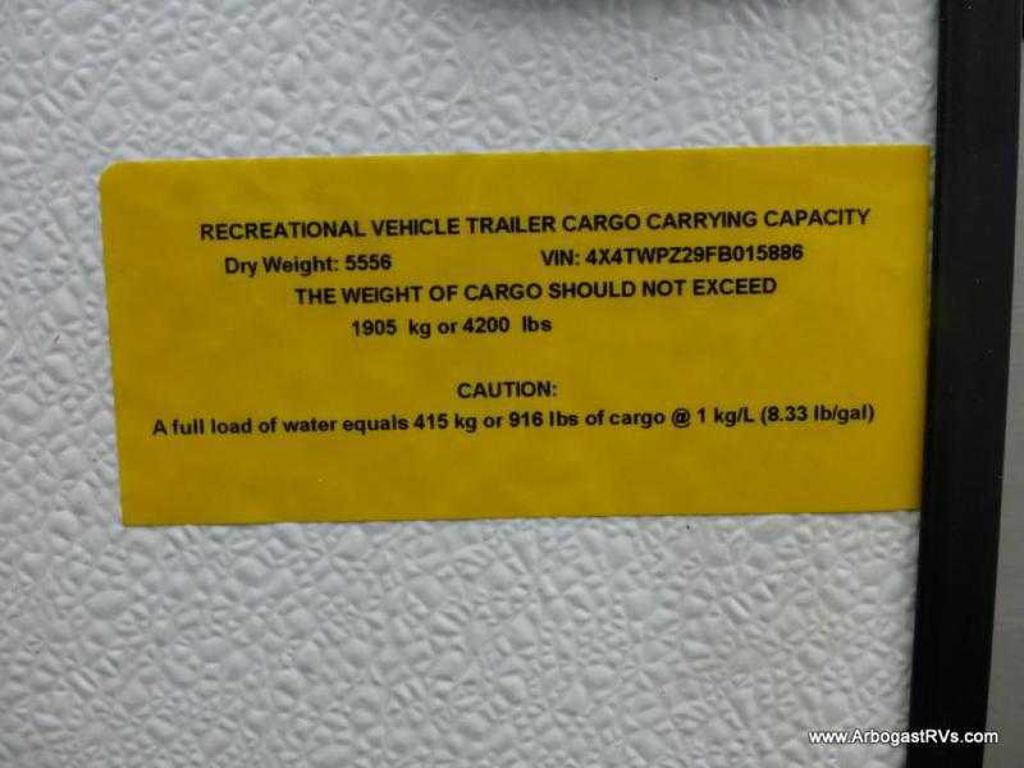 RECREATIONAL VEHICLE TRAILER CARGO CARRYING CAPACITY
Dry Weight: 5556 VIN: 4X4TWPZ29FB015886
THE WEIGHT OF CARGO SHOULD NOT EXCEED
1905 kg or 4200 lbs
CAUTION:
A full load of water equals 415 kg or 916 lbs of cargo @ 1 kg/L (8.33 lb/gal)
www.ArbogastRVs.com